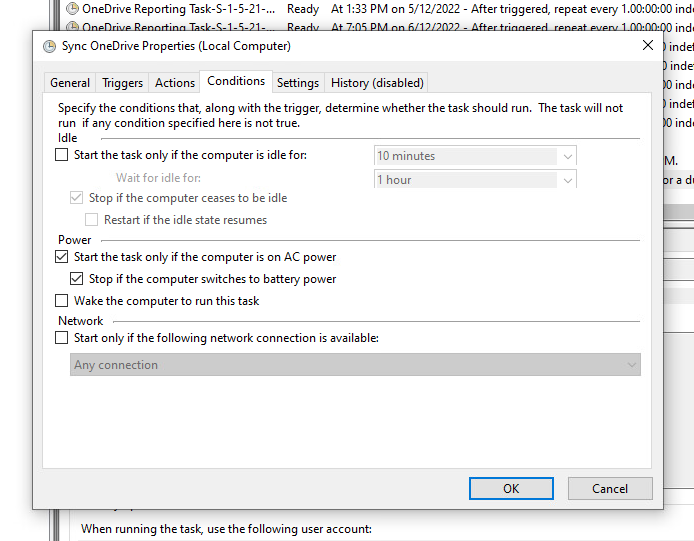 OneDrive Reporting Task-S-1-5-21-... Ready At 1:33 PM on 5/12/2022 - After triggered, repeat every 1.00:00:00 inde
OneDrive Reporting Task-S-1-5-21-... Ready At 7:05 PM on 6/12/2022 - After triggered, repeat every 1.00:00:00 inde
Sync OneDrive Properties (Local Computer)
General Triggers Actions Conditions Settings History (disabled)
Specify the conditions that, along with the trigger, determine whether the task should run. The task will not
run if any condition specified here is not true.
Idle
Start the task only if the computer is idle for: 10 minutes
M.
Wait for idle for: 1 hour
or a du
Stop if the computer ceases to be idle
Restart if the idle state resumes
Power
Start the task only if the computer is on AC power
Stop if the computer switches to battery power
Wake the computer to run this task
Network
Start only if the following network connection is available:
Any connection
OK Cancel
When running the task, use the following user account: